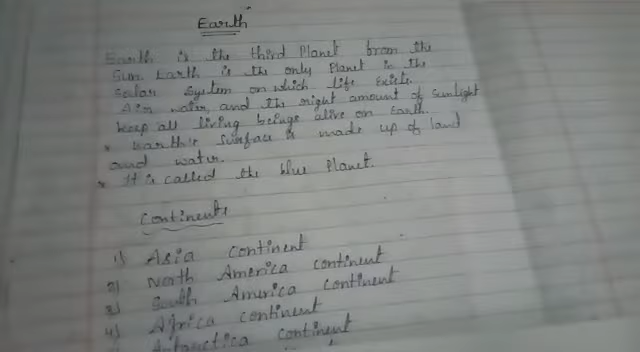 Earth
Earth is the third Planet from the
Sun. Earth is the only Planet in the
Solar System on which life exists.
Air water, and the right amount of sunlight
keep all living beings alive on Earth.
* Earth's Surface is made up of land
and water.
* It is called the blue Planet.
Continents
1) Asia continent
2) North America continent
3) South America continent
4) Africa continent
Antarctica continent